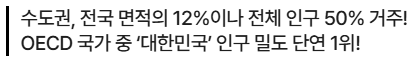 수도권, 전국 면적의 12%이나 전체 인구 50% 거주!
OECD 국가 중 ‘대한민국’ 인구 밀도 단연 1위!